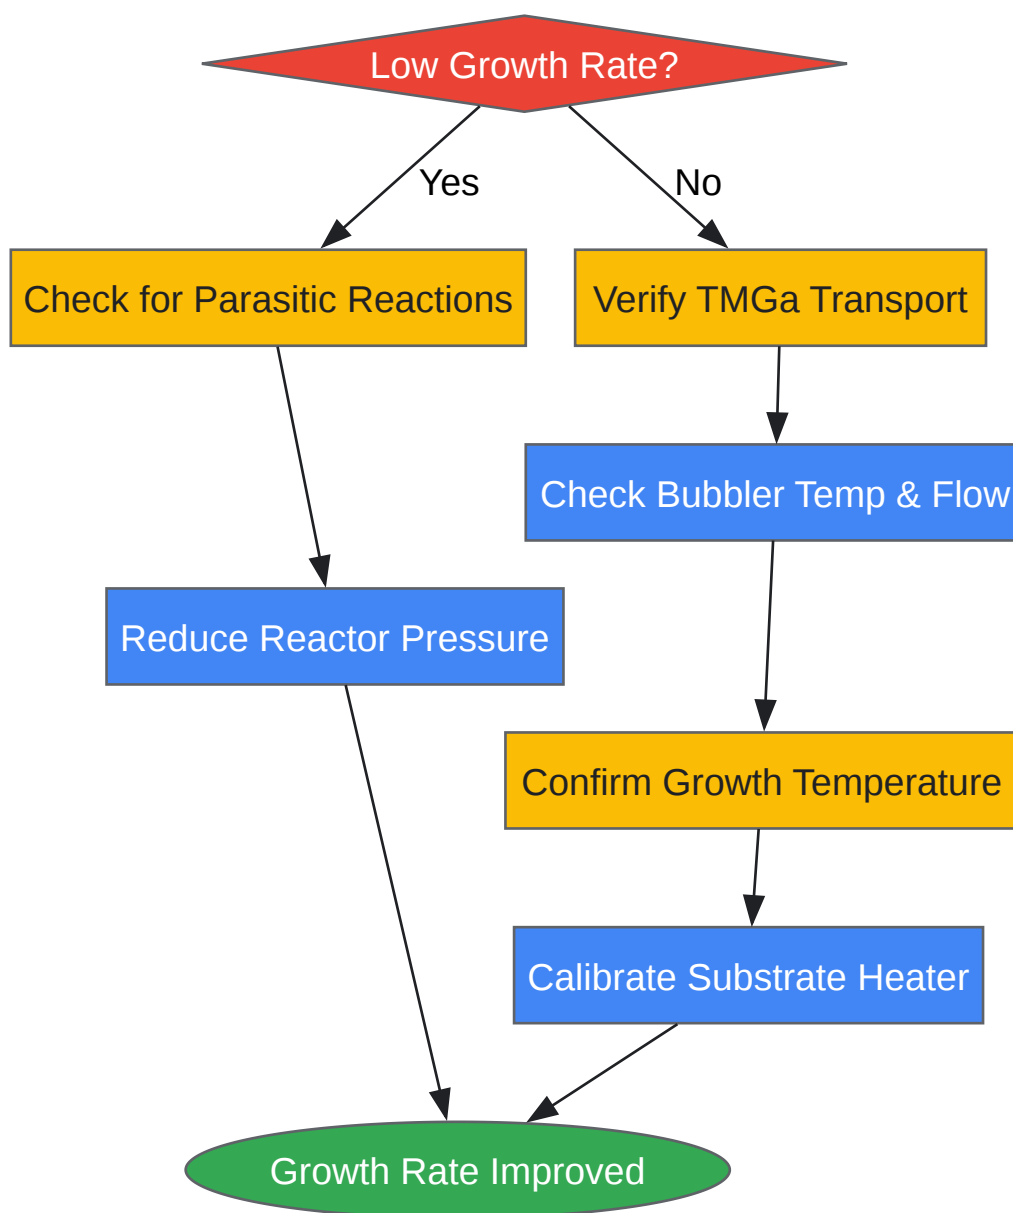 Low Growth Rate?
Yes
No
Check for Parasitic Reactions
Verify TMGa Transport
Check Bubbler Temp & Flow
Reduce Reactor Pressure
Confirm Growth Temperature
Calibrate Substrate Heater
Growth Rate Improved